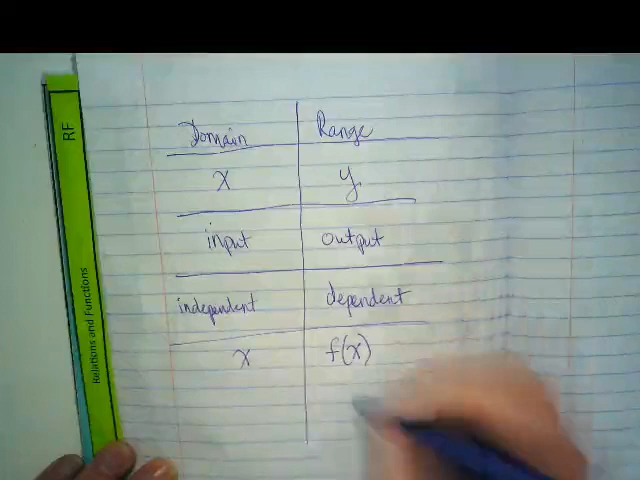 RF
Relations and Functions
Domain Range
x y
input output
independent dependent
x f(x)